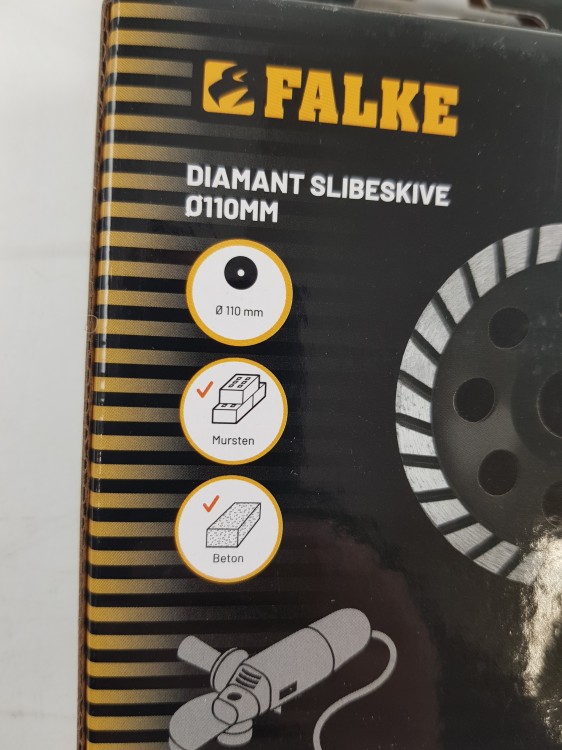 FALKE
DIAMANT SLIBESKIVE
Ø110MM
Ø 110 mm
Mursten
Beton